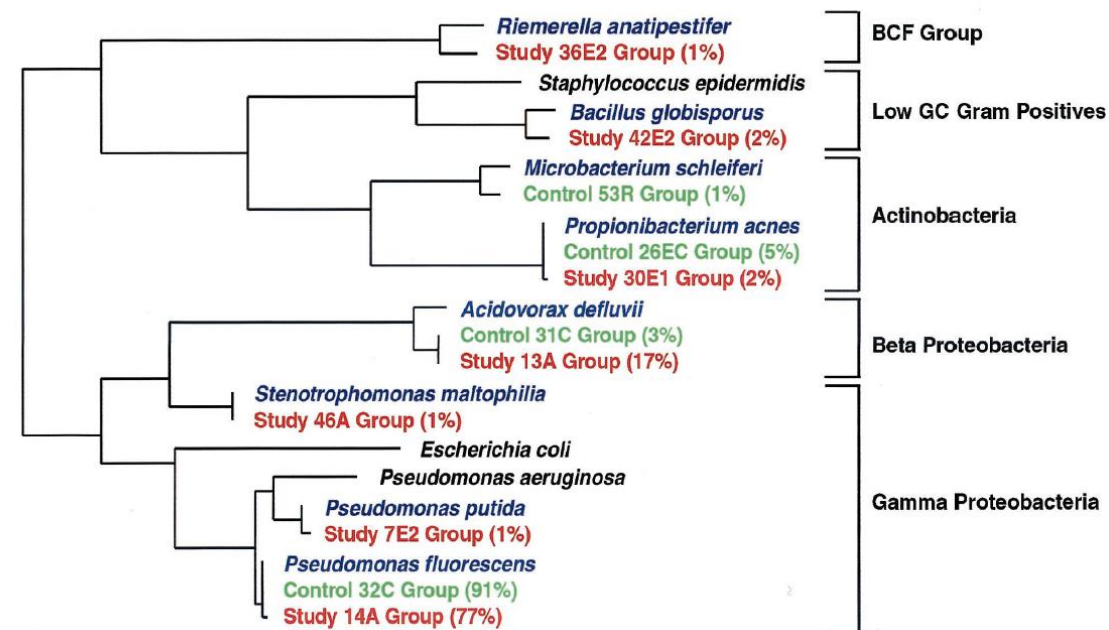 Riemerella anatipestifer
Study 36E2 Group (1%)
BCF Group
Staphylococcus epidermidis
Bacillus globisporus
Study 42E2 Group (2%)
Low GC Gram Positives
Microbacterium schleiferi
Control 53R Group (1%)
Propionibacterium acnes
Control 26EC Group (5%)
Study 30E1 Group (2%)
Actinobacteria
Acidovorax defluvii
Control 31C Group (3%)
Study 13A Group (17%)
Beta Proteobacteria
Stenotrophomonas maltophilia
Study 46A Group (1%)
Escherichia coli
Pseudomonas aeruginosa
Pseudomonas putida
Study 7E2 Group (1%)
Pseudomonas fluorescens
Control 32C Group (91%)
Study 14A Group (77%)
Gamma Proteobacteria